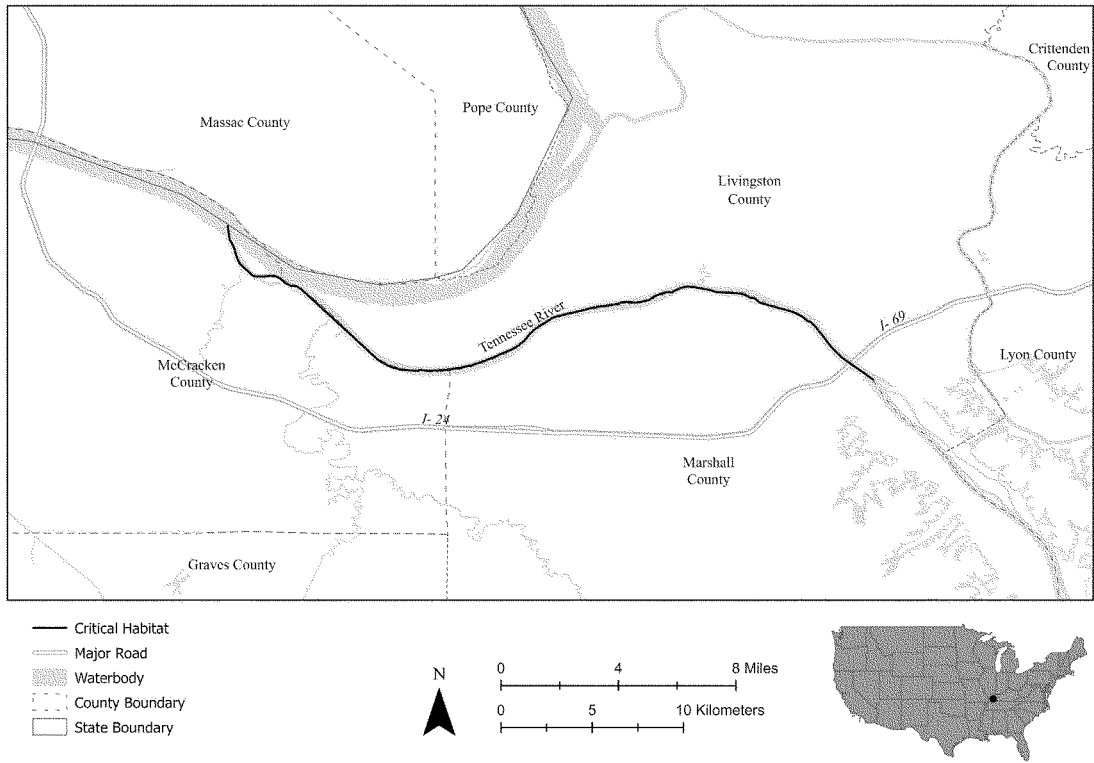 Crittenden
County
Pope County
Massac County
Livingston
County
Tennessee River
I- 69
McCracken
County
Lyon County
I- 24
Marshall
County
Graves County
Critical Habitat
Major Road
Waterbody
County Boundary
State Boundary
N
0 4 8 Miles
0 5 10 Kilometers